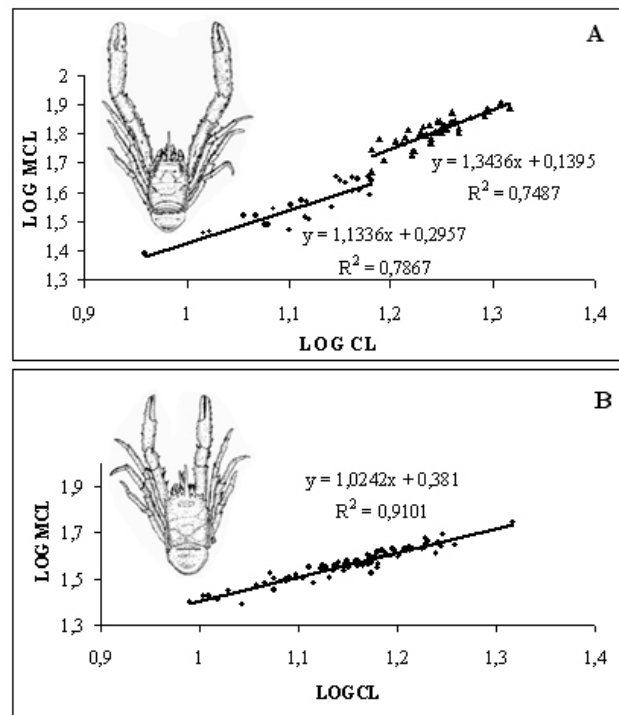 A
LOG MCL
2
1,9
1,8
1,7
1,6
1,5
1,4
1,3
y = 1,3436x + 0,1395
R² = 0,7487
y = 1,1336x + 0,2957
R² = 0,7867
0,9 1 1,1 1,2 1,3 1,4
LOG CL
B
LOG MCL
1,9
1,7
1,5
1,3
y = 1,0242x + 0,381
R² = 0,9101
0,9 1 1,1 1,2 1,3 1,4
LOG CL